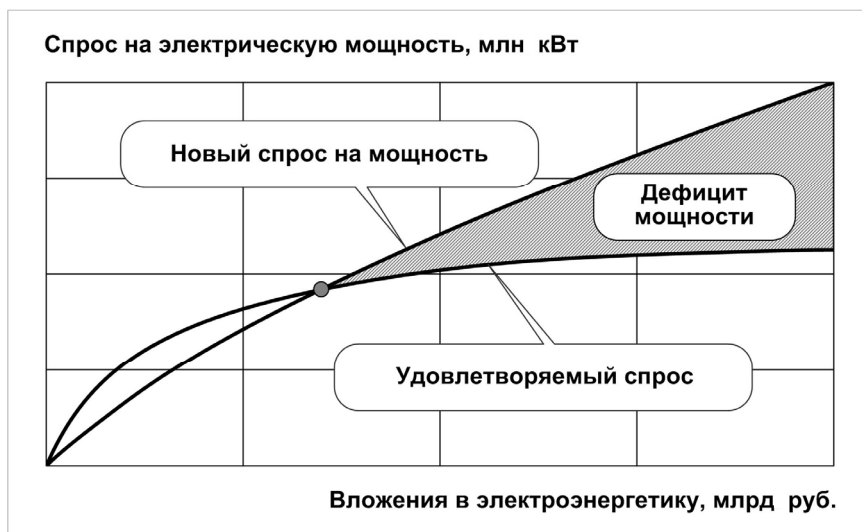 Спрос на электрическую мощность, млн кВт
Новый спрос на мощность
Дефицит
мощности
Удовлетворяемый спрос
Вложения в электроэнергетику, млрд руб.